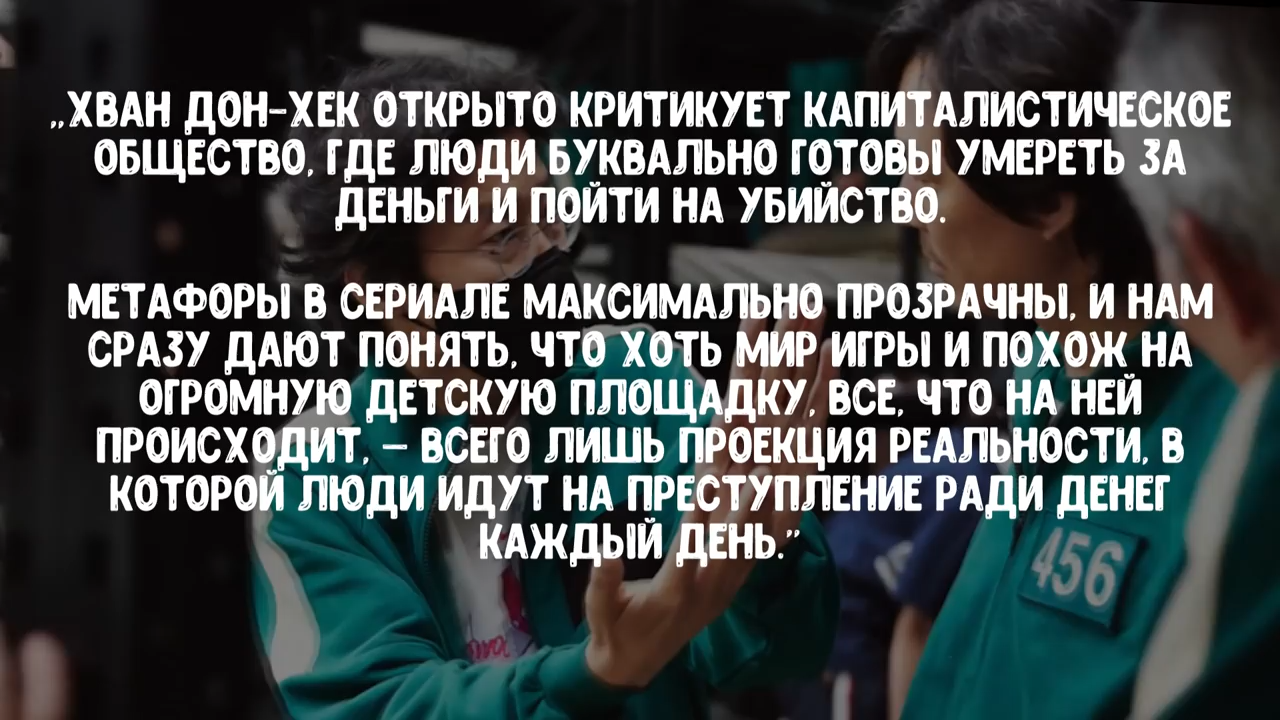 „ХВАН ДОН-ХЕК ОТКРЫТО КРИТИКУЕТ КАПИТАЛИСТИЧЕСКОЕ
ОБЩЕСТВО, ГДЕ ЛЮДИ БУКВАЛЬНО ГОТОВЫ УМЕРЕТЬ ЗА
ДЕНЬГИ И ПОЙТИ НА УБИЙСТВО.
МЕТАФОРЫ В СЕРИАЛЕ МАКСИМАЛЬНО ПРОЗРАЧНЫ, И НАМ
СРАЗУ ДАЮТ ПОНЯТЬ, ЧТО ХОТЬ МИР ИГРЫ И ПОХОЖ НА
ОГРОМНУЮ ДЕТСКУЮ ПЛОЩАДКУ, ВСЕ, ЧТО НА НЕЙ
ПРОИСХОДИТ, – ВСЕГО ЛИШЬ ПРОЕКЦИЯ РЕАЛЬНОСТИ, В
КОТОРОЙ ЛЮДИ ИДУТ НА ПРЕСТУПЛЕНИЕ РАДИ ДЕНЕГ
КАЖДЫЙ ДЕНЬ.”
456